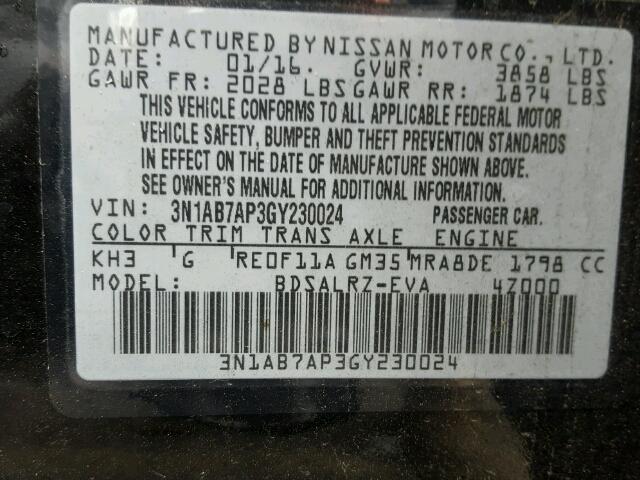 MANUFACTURED BY NISSAN MOTOR CO., LTD.
DATE: 01/16. GVWR: 3858 LBS
GAWR FR: 2028 LBS GAWR RR: 1874 LBS
THIS VEHICLE CONFORMS TO ALL APPLICABLE FEDERAL MOTOR
VEHICLE SAFETY, BUMPER AND THEFT PREVENTION STANDARDS
IN EFFECT ON THE DATE OF MANUFACTURE SHOWN ABOVE.
SEE OWNER'S MANUAL FOR ADDITIONAL INFORMATION.
VIN: 3N1AB7AP3GY230024 PASSENGER CAR.
COLOR TRIM TRANS AXLE ENGINE
KH3 G RE0F11A GM35 MRA8DE 1798 CC
MODEL: BDSALRZ-EVA 4Z000
3N1AB7AP3GY230024